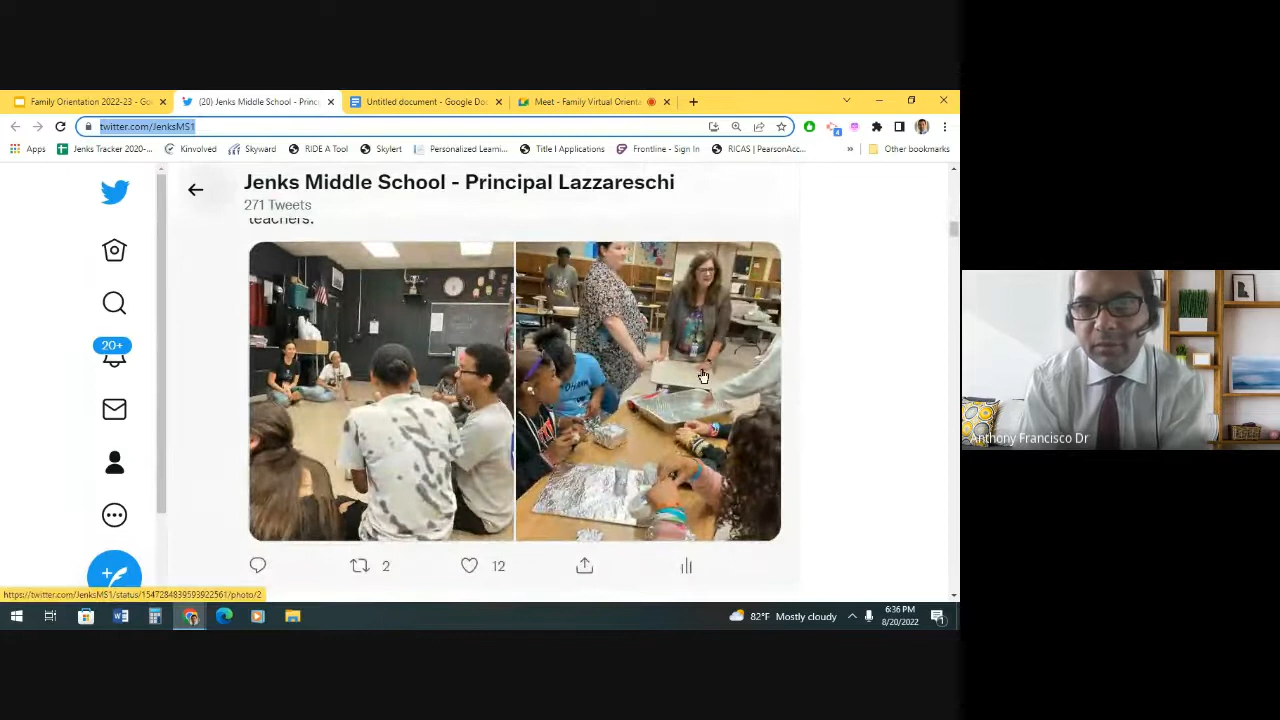 Family Orientation 2022-23 - Go
(20) Jenks Middle School - Princ
Untitled document - Google Doc
Meet - Family Virtual Orienta
twitter.com/JenksMS1
4
Apps
Jenks Tracker 2020-...
Kinvolved
Skyward
RIDE A Tool
Skylert
Personalized Learni...
Title I Applications
Frontline - Sign In
RICAS | PearsonAcc...
»
Other bookmarks
Jenks Middle School - Principal Lazzareschi
271 Tweets
teachers.
20+
2
12
https://twitter.com/JenksMS1/status/1547284839593922561/photo/2
82°F Mostly cloudy
6:36 PM
8/20/2022
1
Anthony Francisco Dr